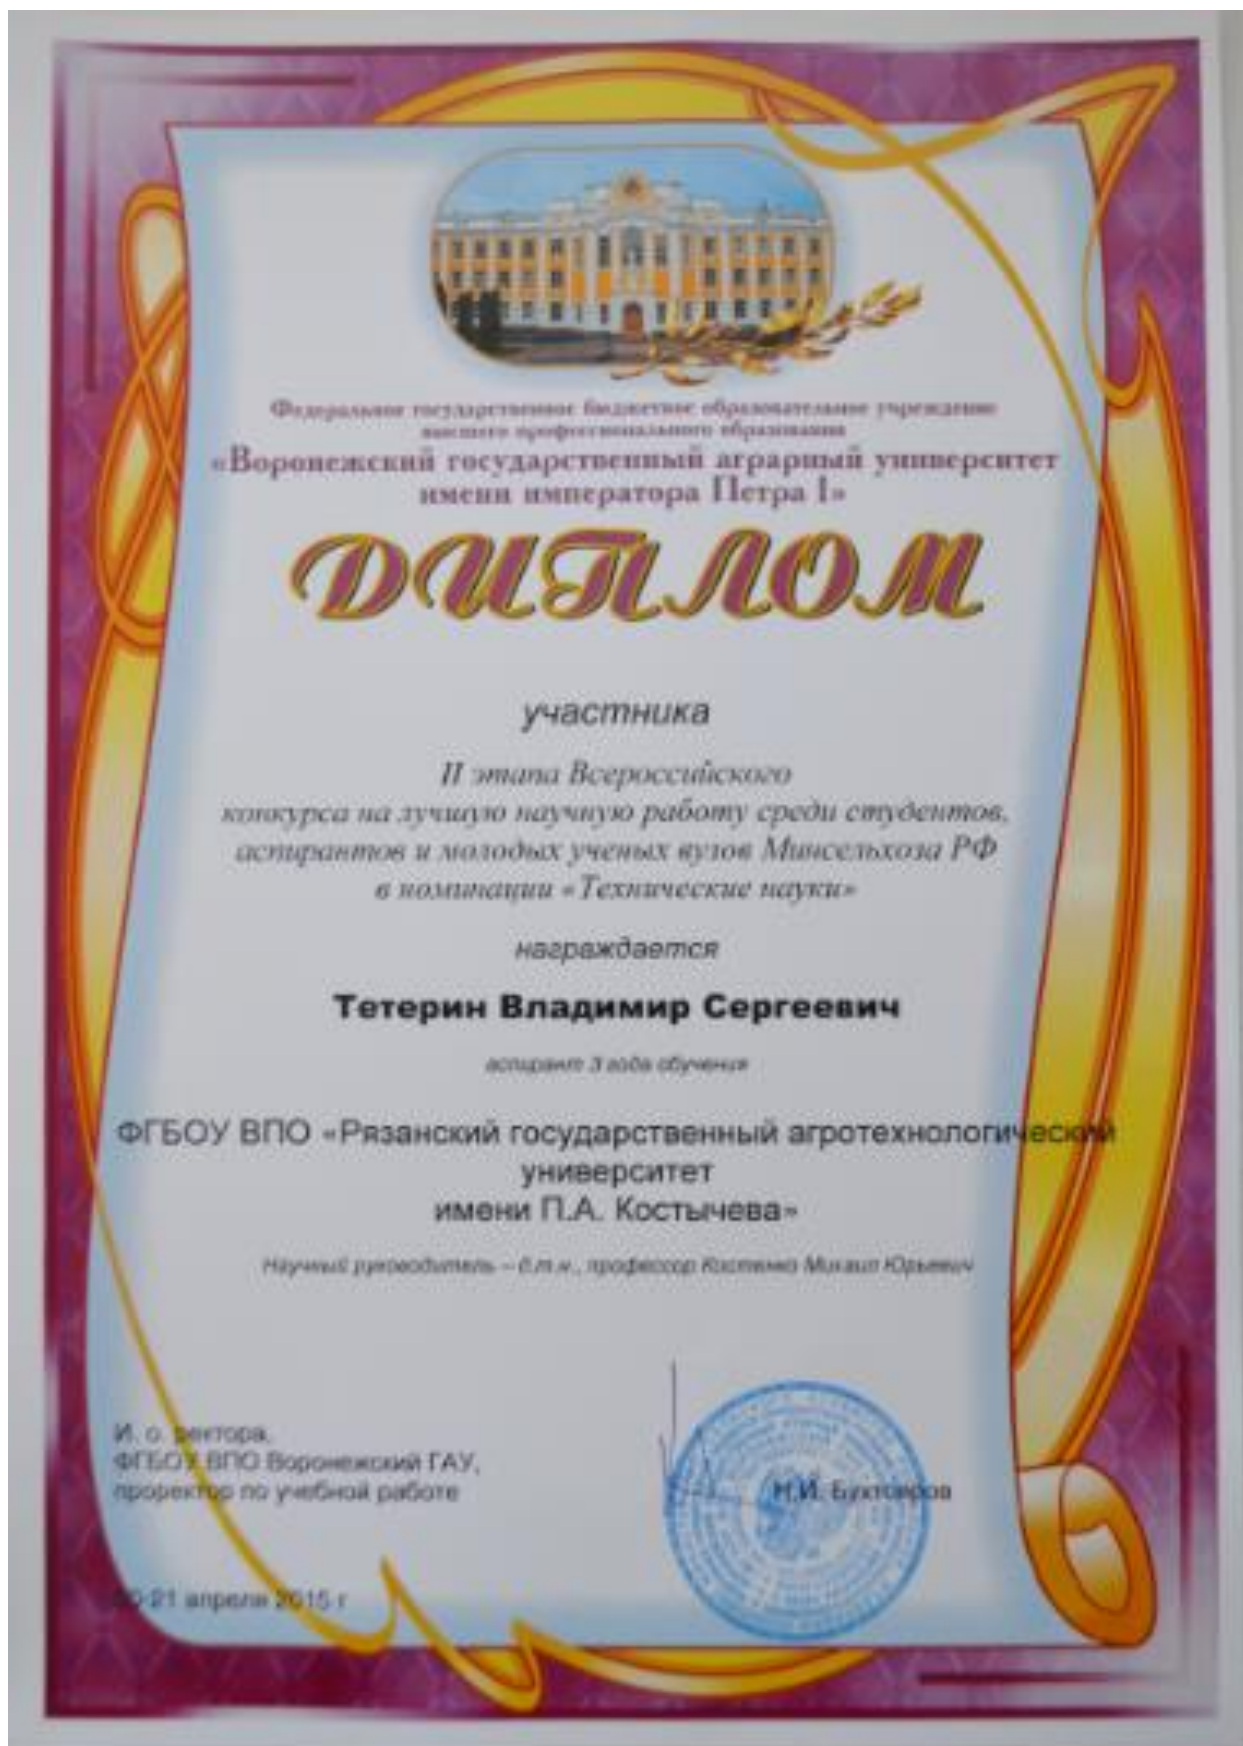 Федеральное государственное бюджетное образовательное учреждение
высшего профессионального образования
«Воронежский государственный аграрный университет
имени императора Петра I»
ДИПЛОМ
участника
II этапа Всероссийского
конкурса на лучшую научную работу среди студентов,
аспирантов и молодых ученых вузов Минсельхоза РФ
в номинации «Технические науки»
награждается
Тетерин Владимир Сергеевич
аспирант 3 года обучения
ФГБОУ ВПО «Рязанский государственный агротехнологический
университет
имени П.А. Костычева»
Научный руководитель – д.т.н., профессор Костенко Михаил Юрьевич
И. о. ректора,
ФГБОУ ВПО Воронежский ГАУ,
проректор по учебной работе
Н.И. Бухтояров
20-21 апреля 2015 г